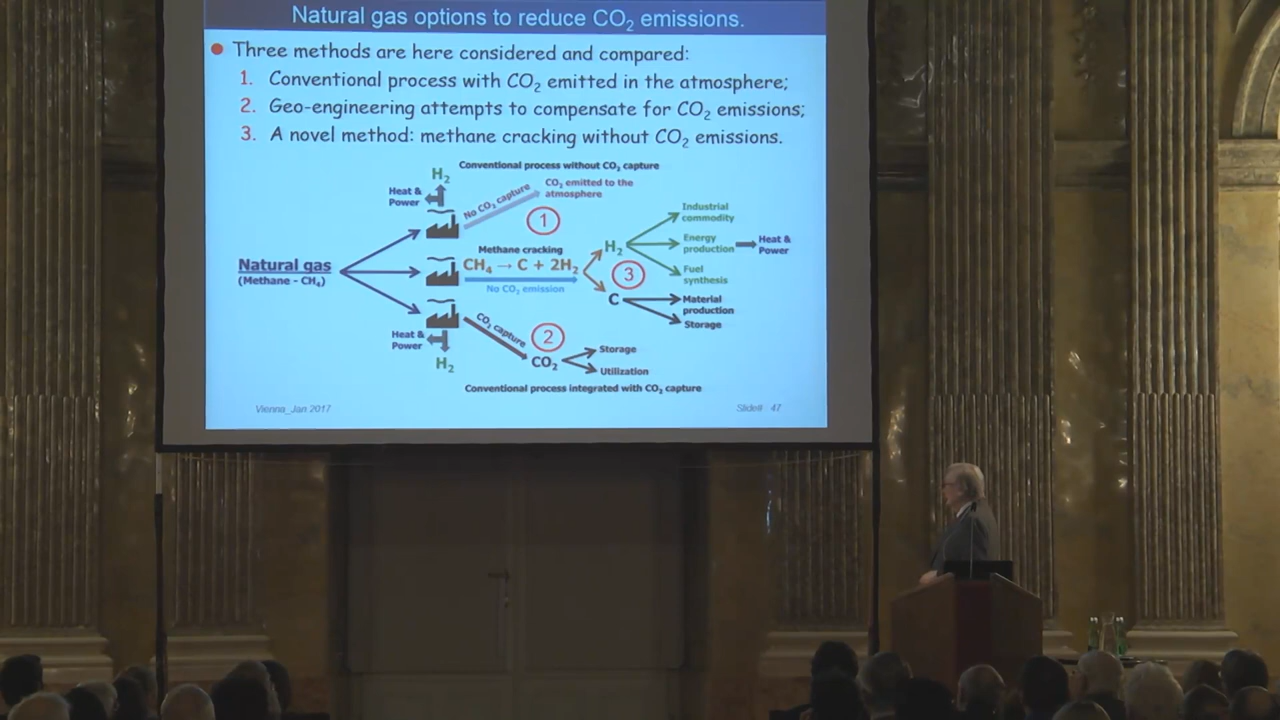 Natural gas options to reduce CO₂ emissions.
Three methods are here considered and compared:
1. Conventional process with CO₂ emitted in the atmosphere;
2. Geo-engineering attempts to compensate for CO₂ emissions;
3. A novel method: methane cracking without CO₂ emissions.
Conventional process without CO₂ capture
H₂
Heat &
Power
No CO₂ capture
CO₂ emitted to the
atmosphere
1
Industrial
commodity
Methane cracking
H₂
Energy
production
Heat &
Power
Natural gas
(Methane - CH₄)
CH₄ → C + 2H₂
3
No CO₂ emission
Fuel
synthesis
C
Material
production
Storage
CO₂ capture
2
Heat &
Power
H₂
CO₂
Storage
Utilization
Conventional process integrated with CO₂ capture
Vienna_Jan 2017
Slide# 47